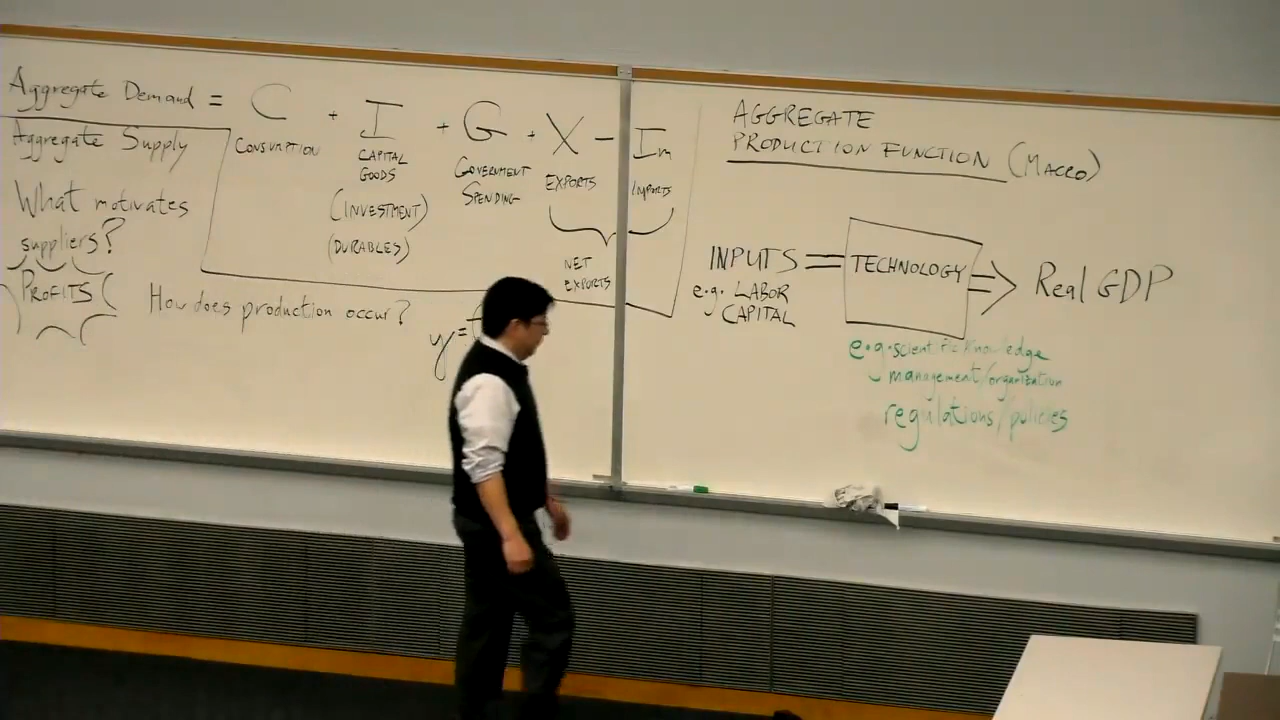 Aggregate Demand = C + I + G + X - Im
CONSUMPTION
CAPITAL
GOODS
(INVESTMENT)
(DURABLES)
GOVERNMENT
SPENDING
EXPORTS
IMPORTS
NET
EXPORTS
Aggregate Supply
What motivates
suppliers?
PROFITS
How does production occur?
y=
AGGREGATE
PRODUCTION FUNCTION (MACRO)
INPUTS
e.g. LABOR
CAPITAL
TECHNOLOGY
Real GDP
e.g. scientific knowledge
management/organization
regulations/policies